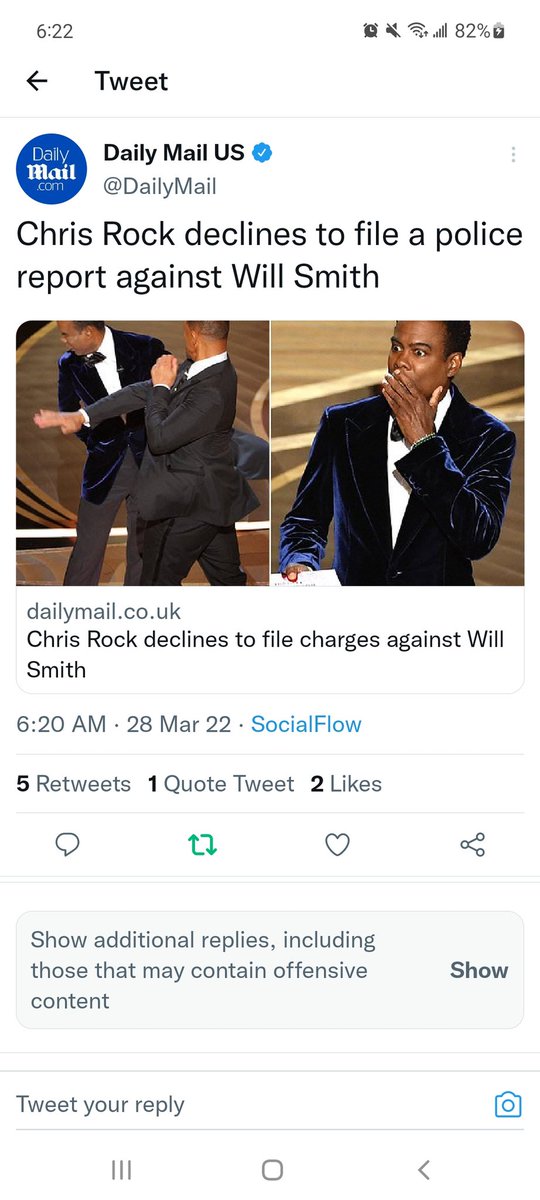 6:22
82%
Tweet
Daily
Mail
.com
Daily Mail US
@DailyMail
Chris Rock declines to file a police
report against Will Smith
dailymail.co.uk
Chris Rock declines to file charges against Will
Smith
6:20 AM · 28 Mar 22 · SocialFlow
5 Retweets 1 Quote Tweet 2 Likes
Show additional replies, including
those that may contain offensive
content
Show
Tweet your reply